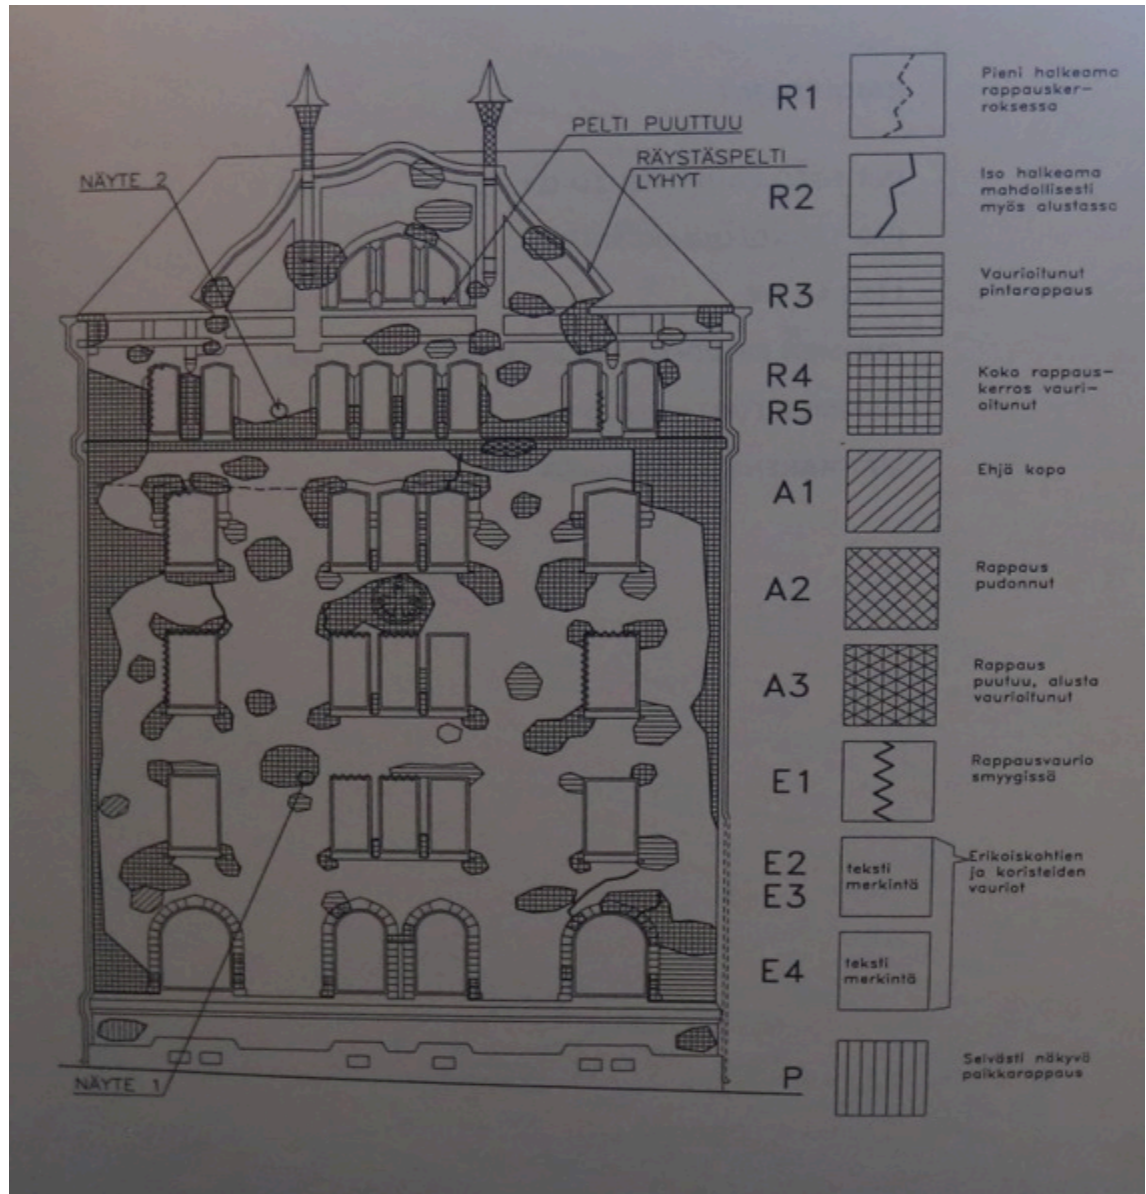 PELTI PUUTTUU
RÄYSTÄSPELTI
LYHYT
NÄYTE 2
NÄYTE 1
R1
Pieni halkeama
rappausker-
roksessa
R2
Iso halkeama
mahdollisesti
myös alustassa
R3
Vaurioitunut
pintarappaus
R4
R5
Koko rappaus-
kerros vauri-
oitunut
A1
Ehjä kopo
A2
Rappaus
pudonnut
A3
Rappaus
puutuu, alusta
vaurioitunut
E1
Rappausvaurio
smyygissä
E2
E3
teksti
merkintä
Erikoiskohtien
ja koristeiden
vauriot
E4
teksti
merkintä
P
Selvästi näkyvä
paikkarappaus